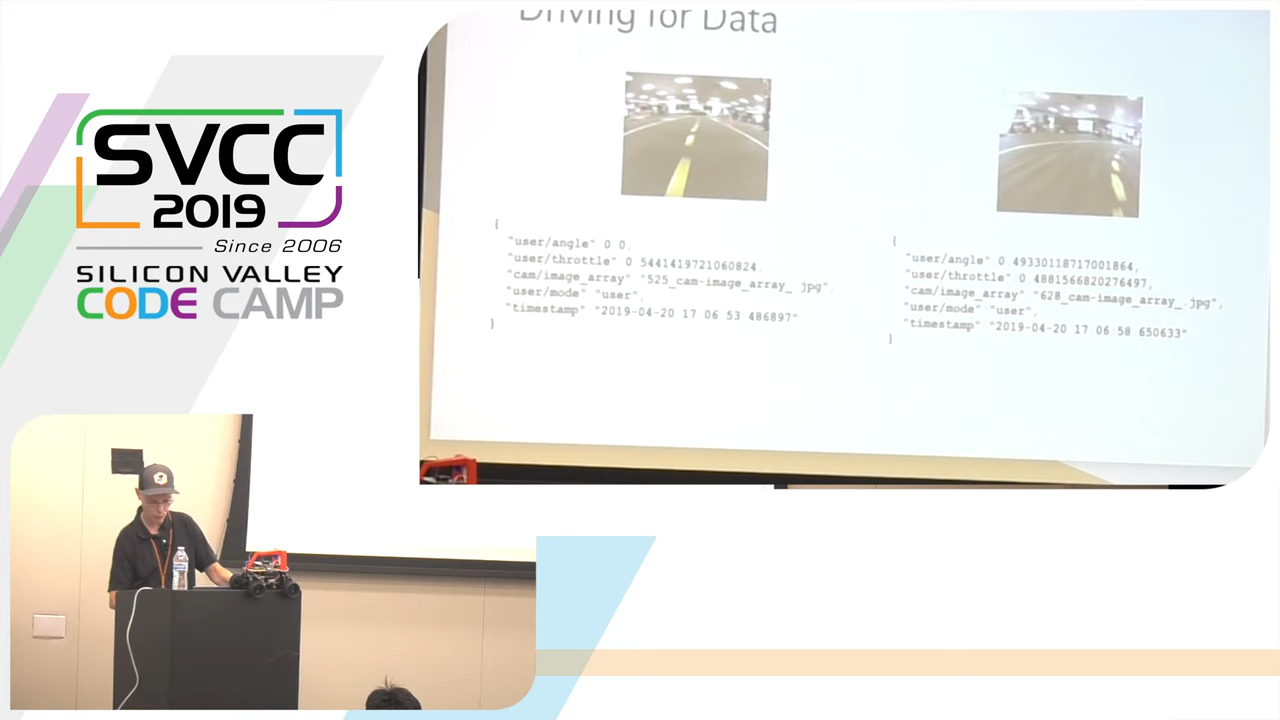 SVCC
2019
Since 2006
SILICON VALLEY
CODE CAMP
Driving for Data
{
"user/angle" 0 0,
"user/throttle" 0 5441419721060824,
"cam/image_array" "525_cam-image_array_ jpg",
"user/mode" "user",
"timestamp" "2019-04-20 17 06 53 486897"
}
{
"user/angle" 0 49330118717001864,
"user/throttle" 0 4881566820276497,
"cam/image_array" "628_cam-image_array_.jpg",
"user/mode" "user",
"timestamp" "2019-04-20 17:06:58 650633"
}